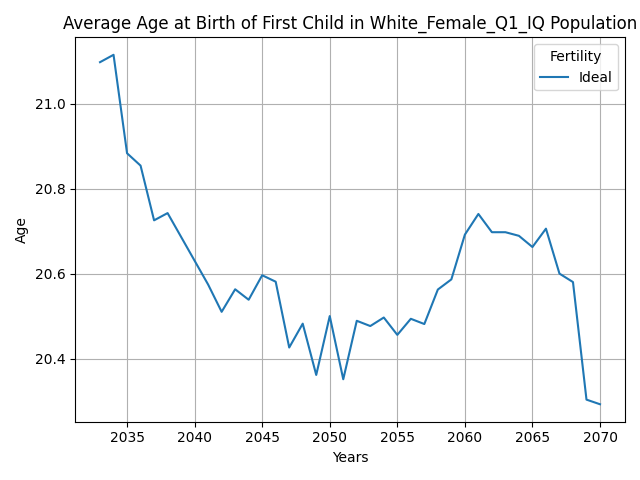 Average Age at Birth of First Child in White_Female_Q1_IQ Population
Fertility
Ideal
21.0
20.8
20.6
20.4
Age
2035 2040 2045 2050 2055 2060 2065 2070
Years